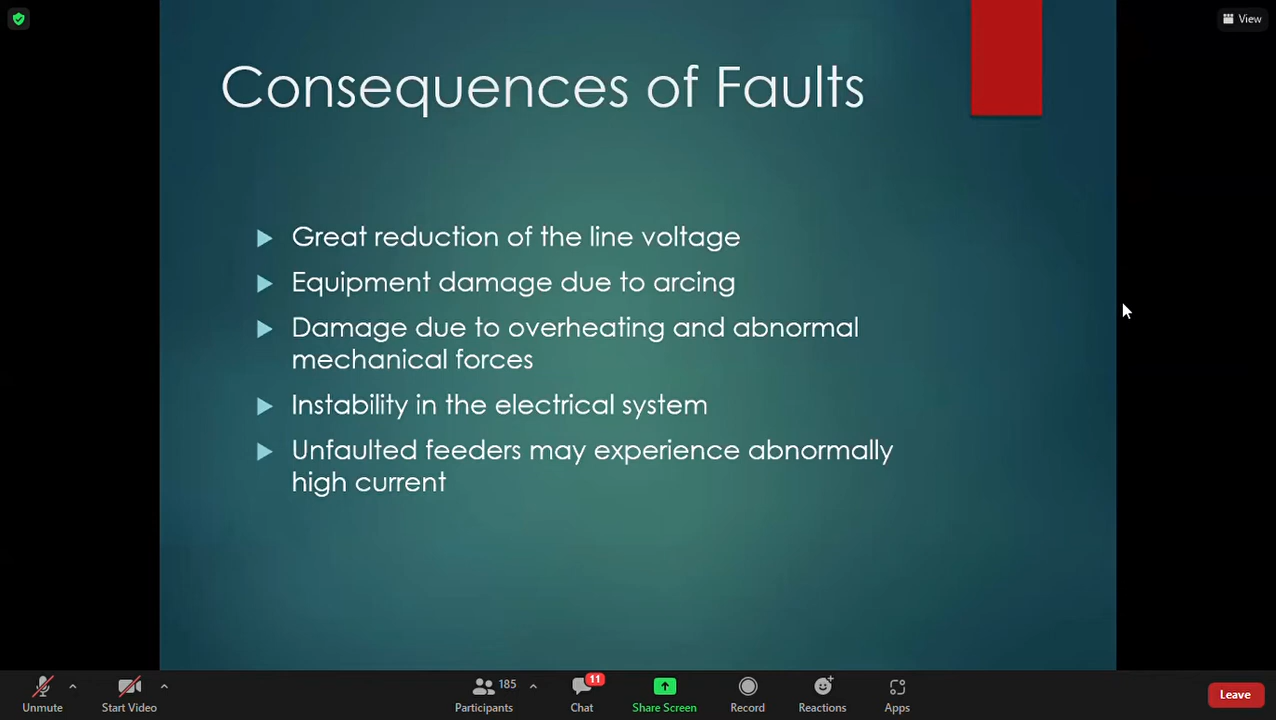 View
Consequences of Faults
Great reduction of the line voltage
Equipment damage due to arcing
Damage due to overheating and abnormal
mechanical forces
Instability in the electrical system
Unfaulted feeders may experience abnormally
high current
Unmute
Start Video
185
Participants
11
Chat
Share Screen
Record
Reactions
Apps
Leave